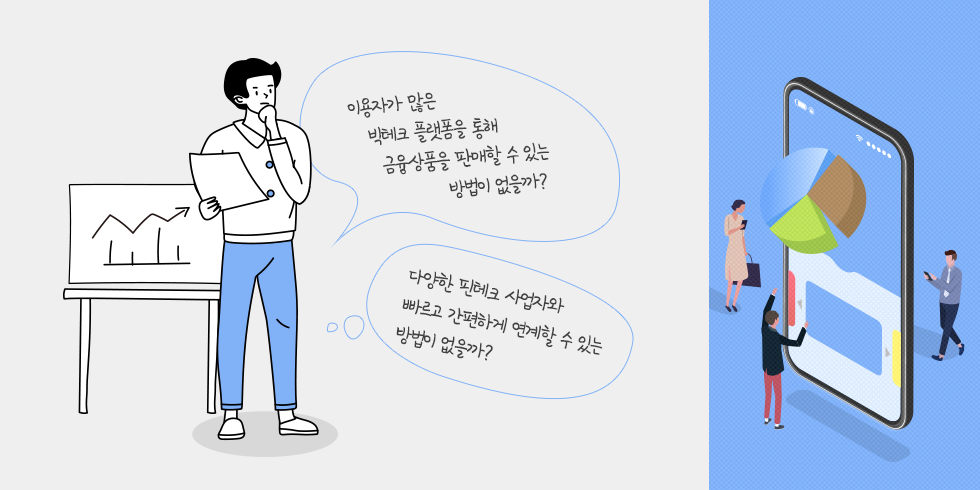 이용자가 많은
빅테크 플랫폼을 통해
금융상품을 판매할 수 있는
방법이 없을까?
다양한 핀테크 사업자와
빠르고 간편하게 연계할 수 있는
방법이 없을까?